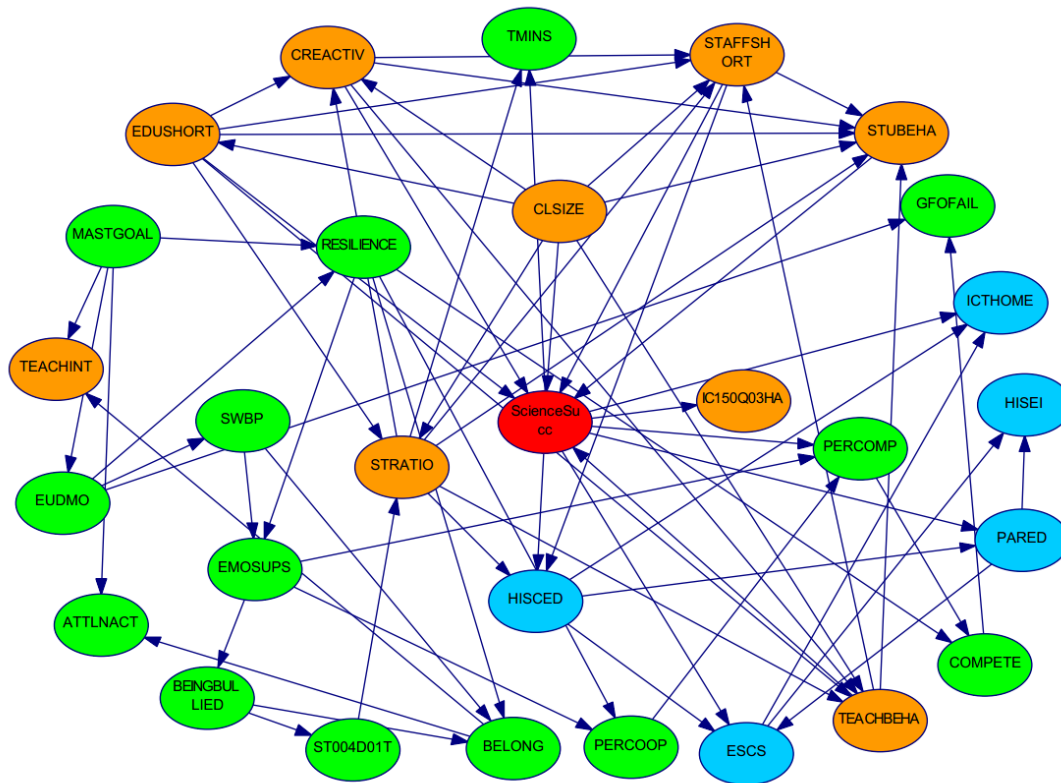 TMINS
STAFFSH
ORT
CREACTIV
EDUSHORT
STUBEHA
CLSIZE
GFOFAIL
MASTGOAL
RESILIENCE
ICTHOME
TEACHINT
IC150Q03HA
HISEI
SWBP
ScienceSu
cc
PERCOMP
STRATIO
EUDMO
PARED
EMOSUPS
HISCED
ATTLNACT
COMPETE
BEINGBUL
LIED
TEACHBEHA
ST004D01T
BELONG
PERCOOP
ESCS